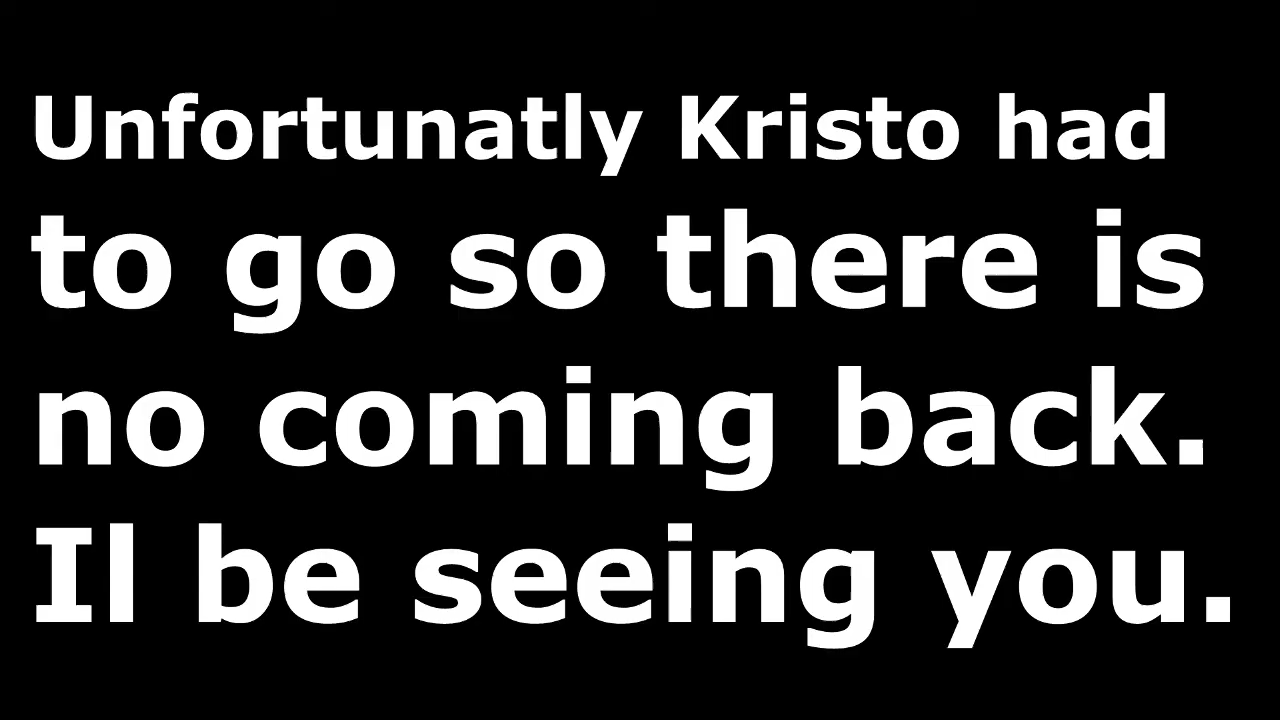 Unfortunatly Kristo had
to go so there is
no coming back.
Il be seeing you.